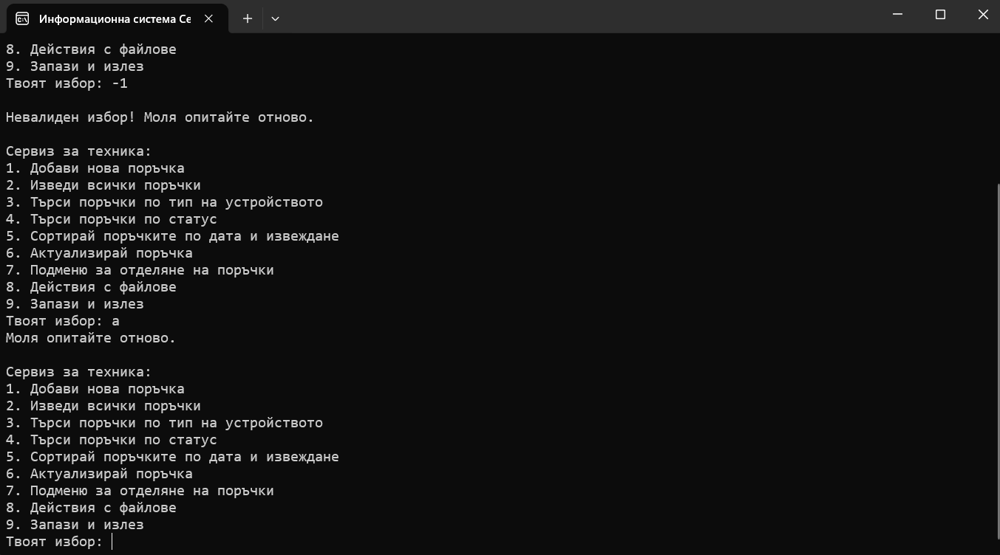 Информационна система Се
8. Действия с файлове
9. Запази и излез
Твоят избор: -1
Невалиден избор! Моля опитайте отново.
Сервиз за техника:
1. Добави нова поръчка
2. Изведи всички поръчки
3. Търси поръчки по тип на устройството
4. Търси поръчки по статус
5. Сортирай поръчките по дата и извеждане
6. Актуализирай поръчка
7. Подменю за отделяне на поръчки
8. Действия с файлове
9. Запази и излез
Твоят избор: а
Моля опитайте отново.
Сервиз за техника:
1. Добави нова поръчка
2. Изведи всички поръчки
3. Търси поръчки по тип на устройството
4. Търси поръчки по статус
5. Сортирай поръчките по дата и извеждане
6. Актуализирай поръчка
7. Подменю за отделяне на поръчки
8. Действия с файлове
9. Запази и излез
Твоят избор: